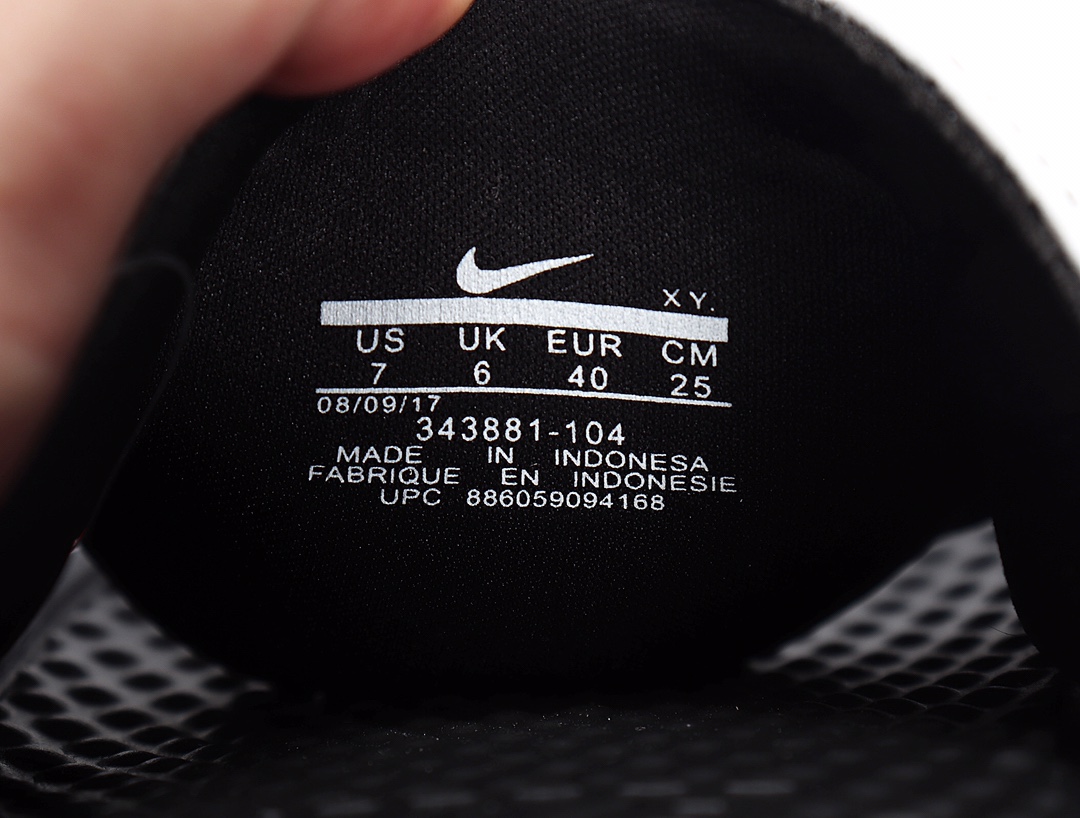 XY.
US UK EUR CM
7 6 40 25
08/09/17
343881-104
MADE IN INDONESA
FABRIQUE EN INDONESIE
UPC 886059094168